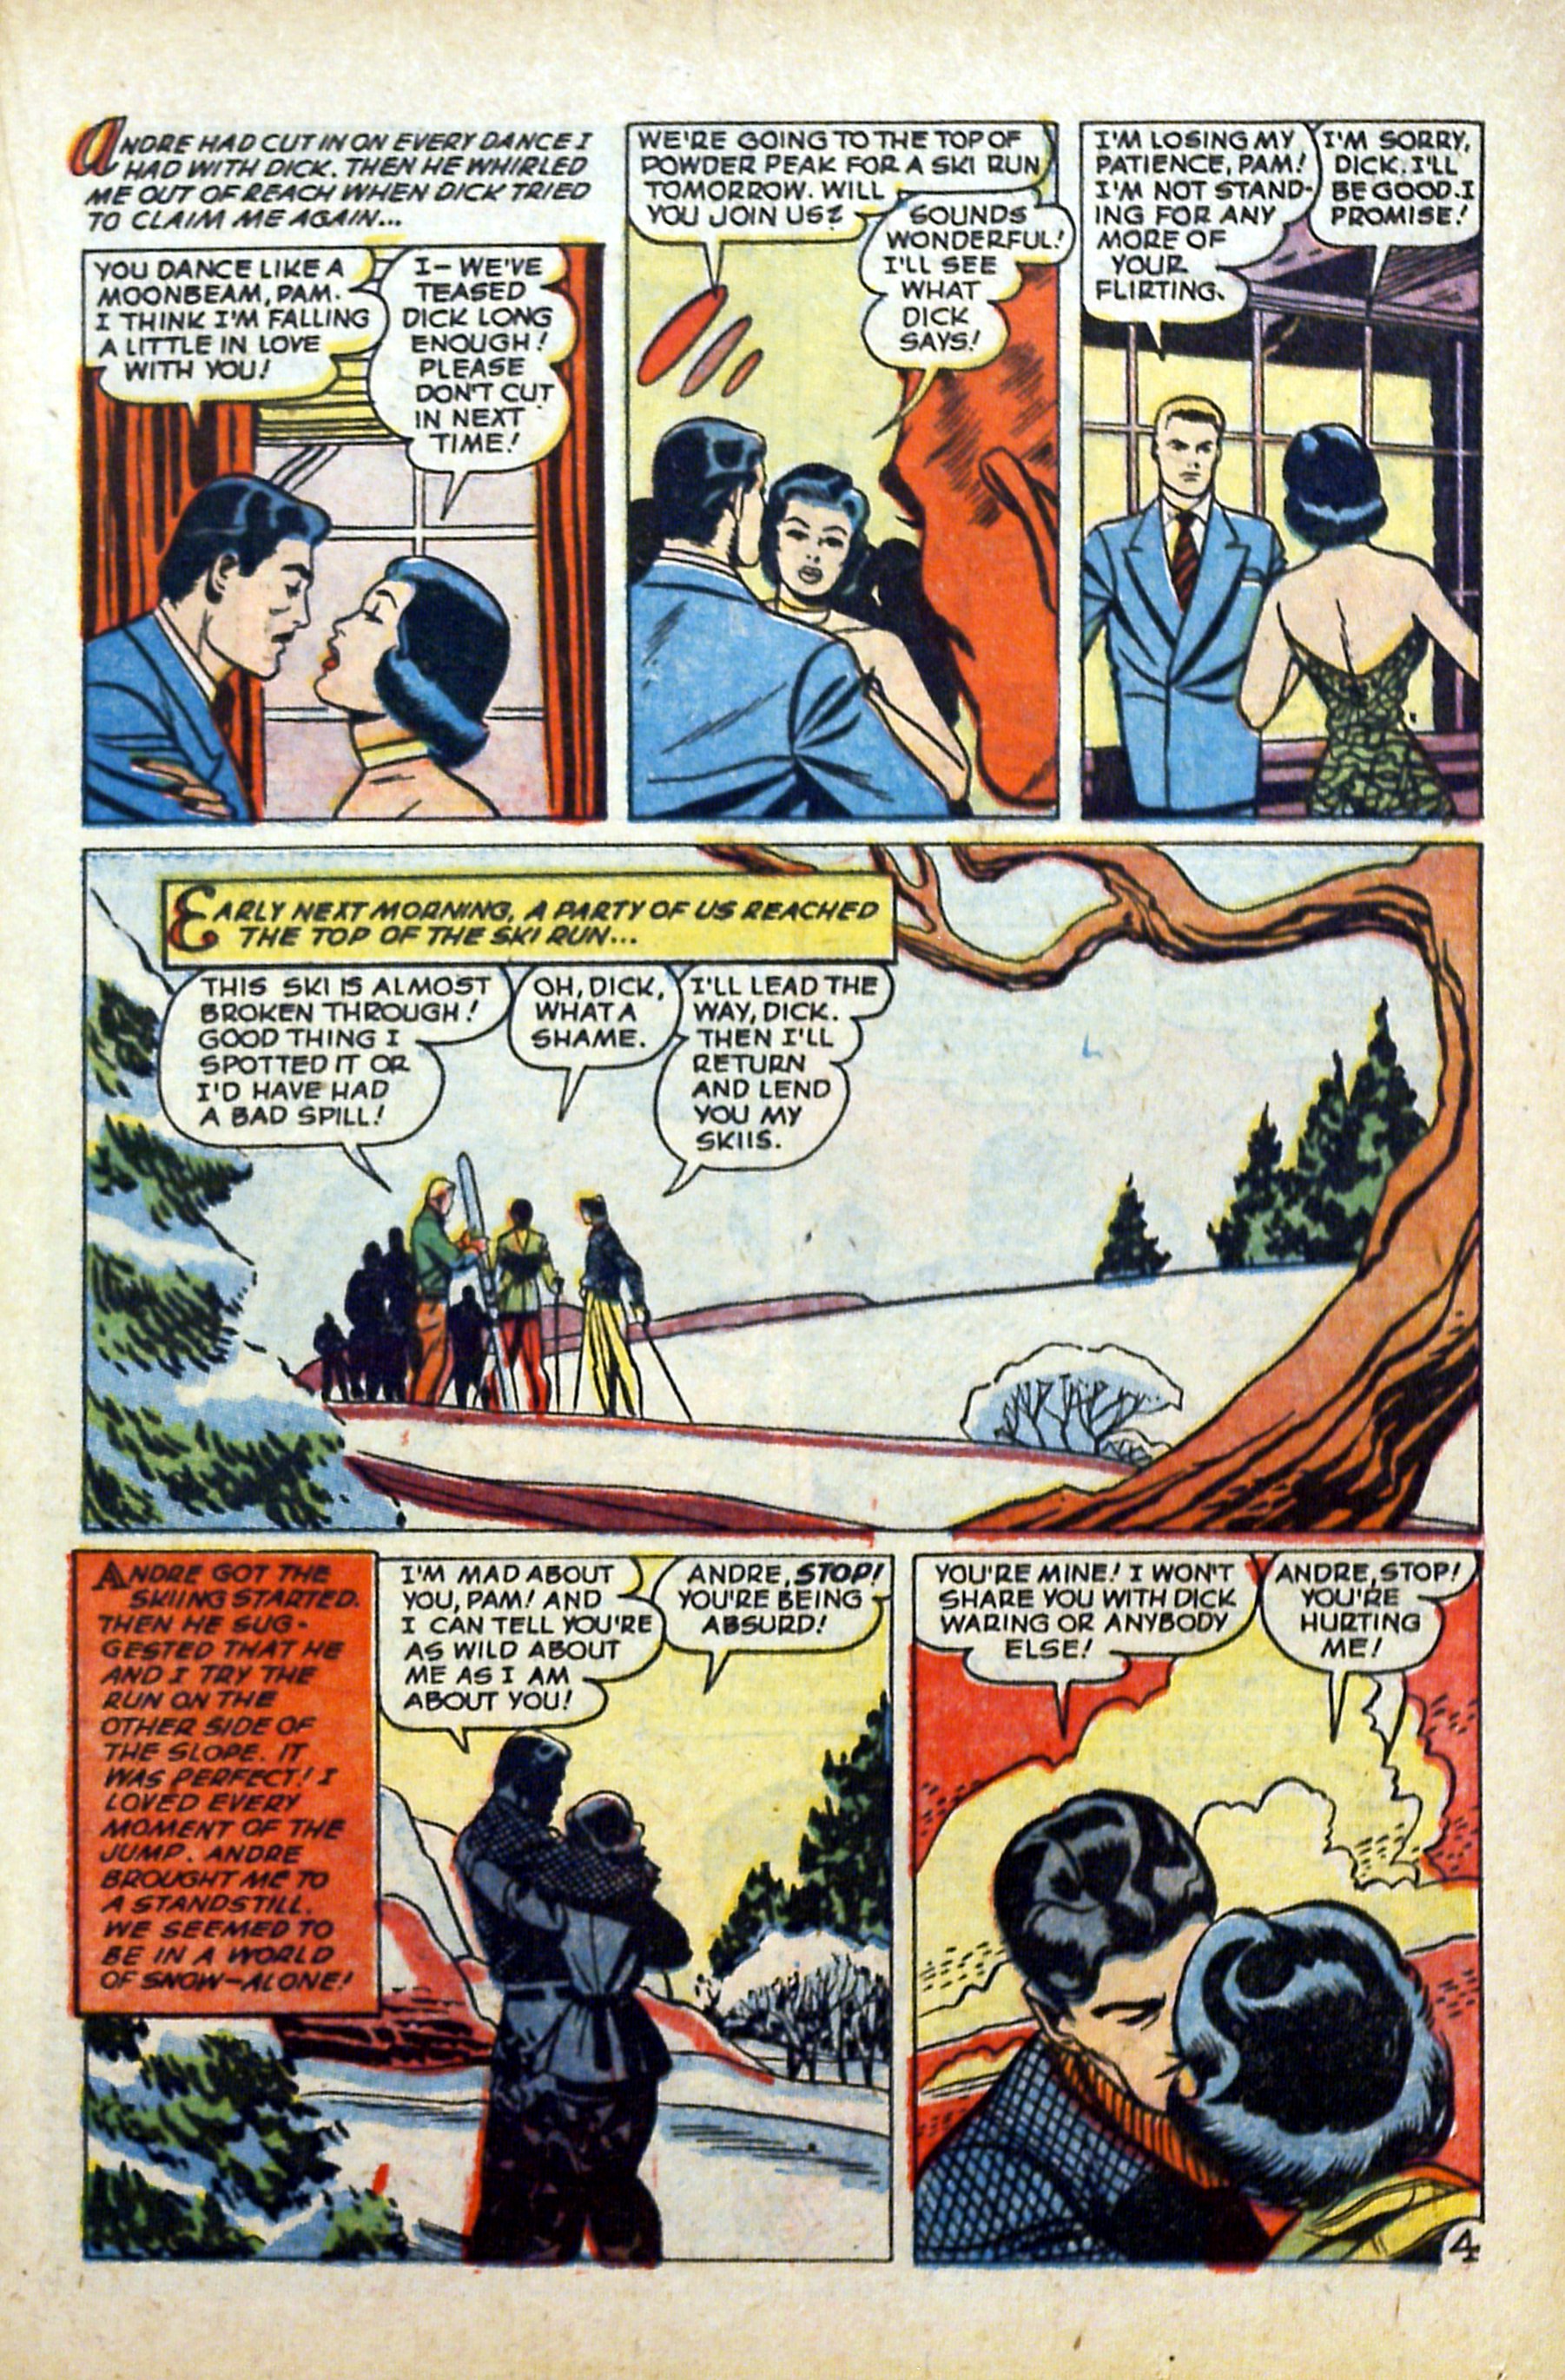 ANDRE HAD CUT IN ON EVERY DANCE I
HAD WITH DICK. THEN HE WHIRLED
ME OUT OF REACH WHEN DICK TRIED
TO CLAIM ME AGAIN...
YOU DANCE LIKE A
MOONBEAM, PAM.
I THINK I'M FALLING
A LITTLE IN LOVE
WITH YOU!
I- WE'VE
TEASED
DICK LONG
ENOUGH!
PLEASE
DON'T CUT
IN NEXT
TIME!
WE'RE GOING TO THE TOP OF
POWDER PEAK FOR A SKI RUN
TOMORROW. WILL
YOU JOIN US?
SOUNDS
WONDERFUL!
I'LL SEE
WHAT
DICK
SAYS!
I'M LOSING MY
PATIENCE, PAM!
I'M NOT STAND-
ING FOR ANY
MORE OF
YOUR
FLIRTING.
I'M SORRY,
DICK. I'LL
BE GOOD. I
PROMISE!
EARLY NEXT MORNING, A PARTY OF US REACHED
THE TOP OF THE SKI RUN...
THIS SKI IS ALMOST
BROKEN THROUGH!
GOOD THING I
SPOTTED IT OR
I'D HAVE HAD
A BAD SPILL!
OH, DICK,
WHAT A
SHAME.
I'LL LEAD THE
WAY, DICK.
THEN I'LL
RETURN
AND LEND
YOU MY
SKIIS.
ANDRE GOT THE
SKIING STARTED.
THEN HE SUG-
GESTED THAT HE
AND I TRY THE
RUN ON THE
OTHER SIDE OF
THE SLOPE. IT
WAS PERFECT! I
LOVED EVERY
MOMENT OF THE
JUMP. ANDRE
BROUGHT ME TO
A STANDSTILL.
WE SEEMED TO
BE IN A WORLD
OF SNOW-ALONE!
I'M MAD ABOUT
YOU, PAM! AND
I CAN TELL YOU'RE
AS WILD ABOUT
ME AS I AM
ABOUT YOU!
ANDRE, STOP!
YOU'RE BEING
ABSURD!
YOU'RE MINE! I WON'T
SHARE YOU WITH DICK
WARING OR ANYBODY
ELSE!
ANDRE, STOP!
YOU'RE
HURTING
ME!
4